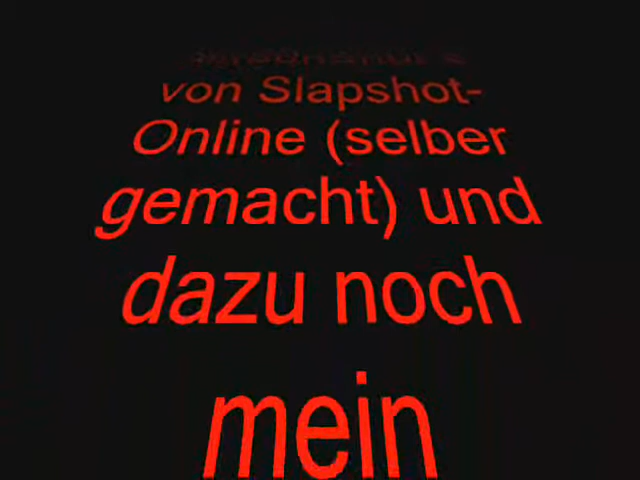 von Slapshot-
Online (selber
gemacht) und
dazu noch
mein